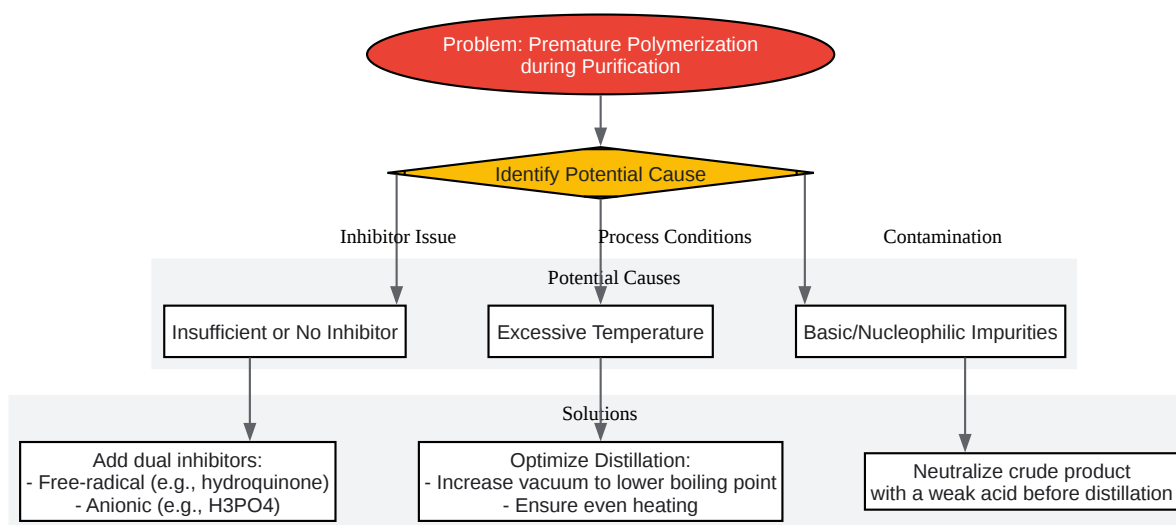 Problem: Premature Polymerization
during Purification
Identify Potential Cause
Inhibitor Issue
Process Conditions
Contamination
Potential Causes
Insufficient or No Inhibitor
Excessive Temperature
Basic/Nucleophilic Impurities
Solutions
Add dual inhibitors:
- Free-radical (e.g., hydroquinone)
- Anionic (e.g., H3PO4)
Optimize Distillation:
- Increase vacuum to lower boiling point
- Ensure even heating
Neutralize crude product
with a weak acid before distillation